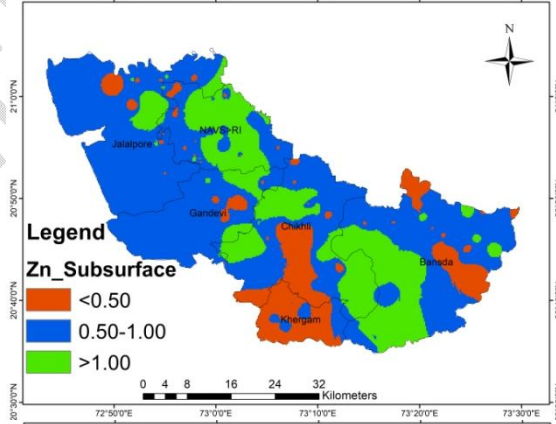 N
21°0'0"N
20°50'0"N
20°40'0"N
20°30'0"N
NAVSARI
Jalalpore
Gandevi
Chikhli
Bansda
Khergam
Legend
Zn_Subsurface
<0.50
0.50-1.00
>1.00
0 4 8 16 24 32
Kilometers
72°50'0"E 73°0'0"E 73°10'0"E 73°20'0"E 73°30'0"E